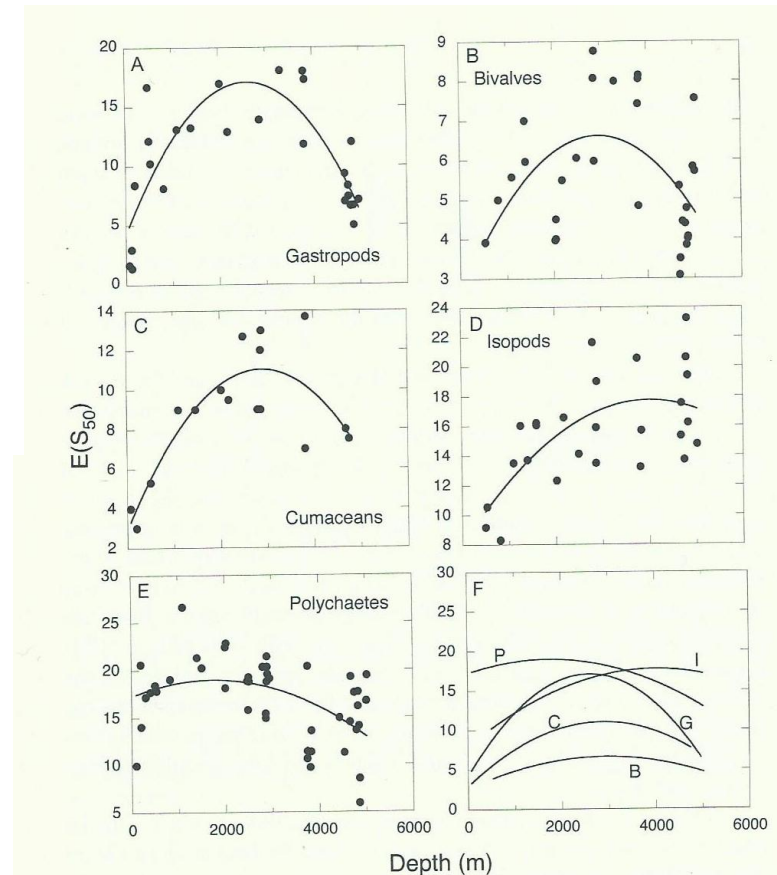 A
20
15
10
5
0
Gastropods
B
Bivalves
9
8
7
6
5
4
3
C
14
12
10
8
6
4
2
Cumaceans
D
Isopods
24
22
20
18
16
14
12
10
8
E(S50)
E
Polychaetes
30
25
20
15
10
5
0 2000 4000 6000
F
30
25
20
15
10
5
0
P
I
C
G
B
0 2000 4000 6000
Depth (m)